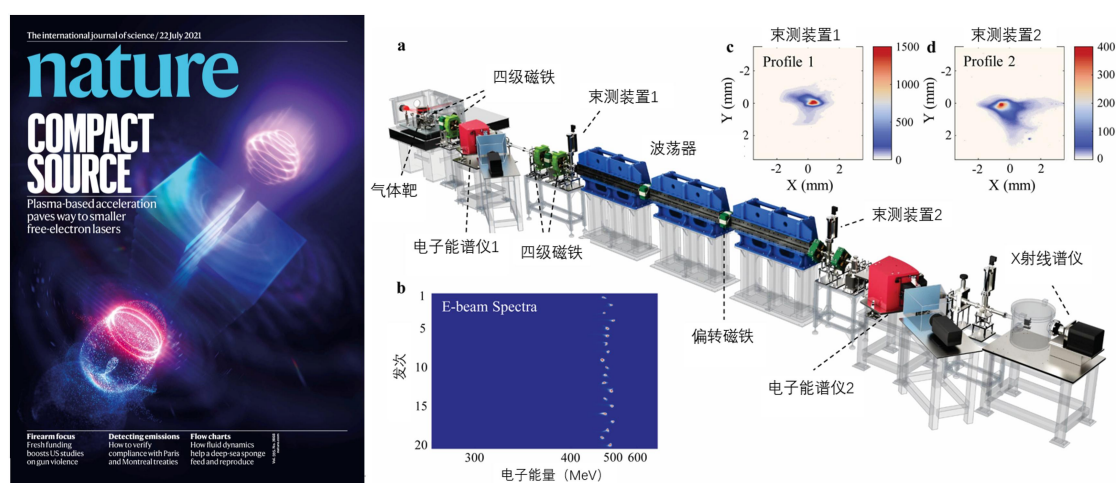 The international journal of science / 22 July 2021
nature
COMPACT
SOURCE
Plasma-based acceleration
paves way to smaller
free-electron lasers
Firearm focus
Fresh funding
boosts US studies
on gun violence
Detecting emissions
How to verify
compliance with Paris
and Montreal treaties
Flow charts
How fluid dynamics
help a deep-sea sponge
feed and reproduce
a
四级磁铁
束测装置1
波荡器
气体靶
电子能谱仪1
四级磁铁
束测装置2
X射线谱仪
偏转磁铁
电子能谱仪2
b
E-beam Spectra
发次
1
5
10
15
20
300
400
500
600
电子能量（MeV）
c
束测装置1
Profile 1
Y (mm)
-2
0
2
-2
0
2
X (mm)
1500
1000
500
0
d
束测装置2
Profile 2
Y (mm)
-2
0
2
-2
0
2
X (mm)
400
300
200
100
0